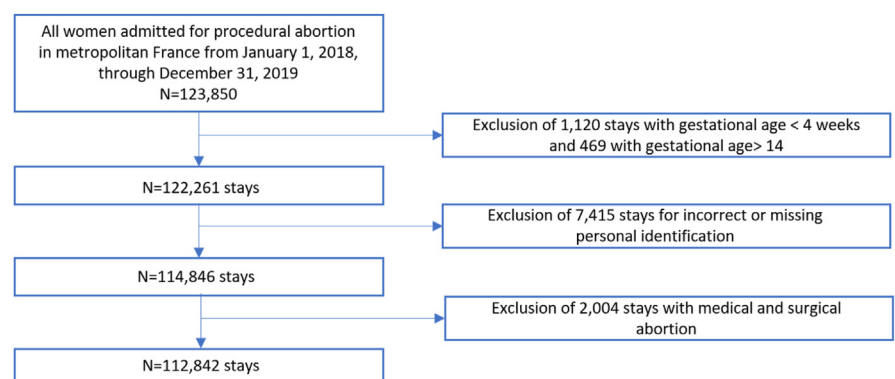 All women admitted for procedural abortion
in metropolitan France from January 1, 2018,
through December 31, 2019
N=123,850
Exclusion of 1,120 stays with gestational age < 4 weeks
and 469 with gestational age> 14
N=122,261 stays
Exclusion of 7,415 stays for incorrect or missing
personal identification
N=114,846 stays
Exclusion of 2,004 stays with medical and surgical
abortion
N=112,842 stays